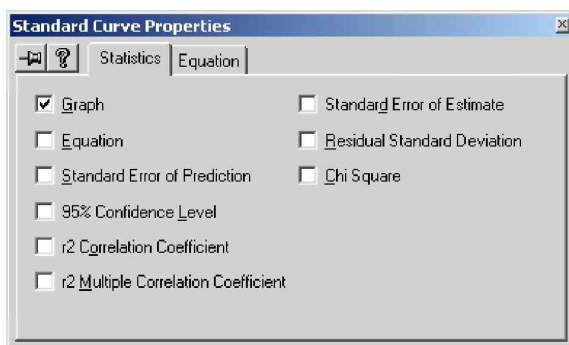 Standard Curve Properties
Statistics
Equation
Graph
Equation
Standard Error of Prediction
95% Confidence Level
r2 Correlation Coefficient
r2 Multiple Correlation Coefficient
Standard Error of Estimate
Residual Standard Deviation
Chi Square